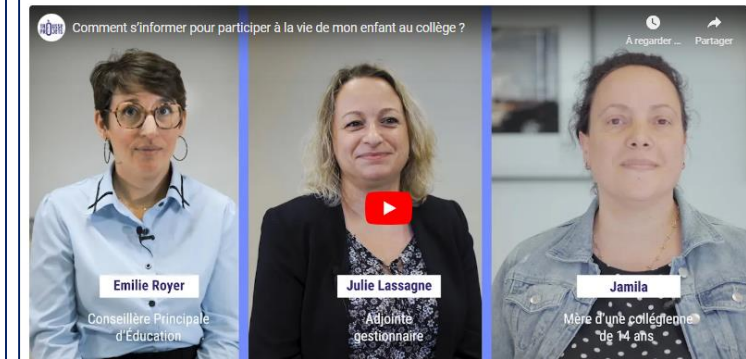 Comment s'informer pour participer à la vie de mon enfant au collège ?
À regarder ...
Partager
Emilie Royer
Conseillère Principale
d'Éducation
Julie Lassagne
Adjointe
gestionnaire
Jamila
Mère d'une collégienne
de 14 ans